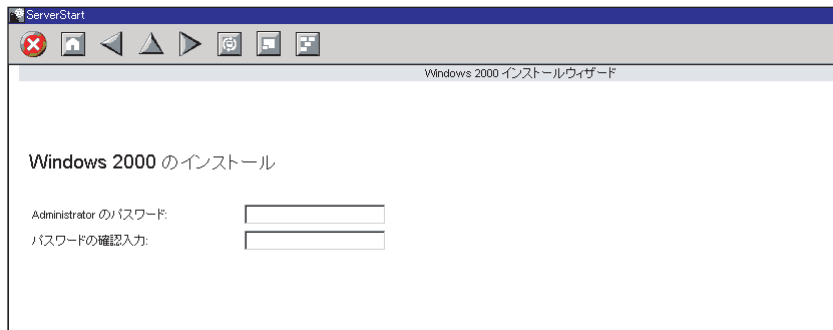 ServerStart
Windows 2000 インストールウィザード
Windows 2000 のインストール
Administrator のパスワード:
パスワードの確認入力: